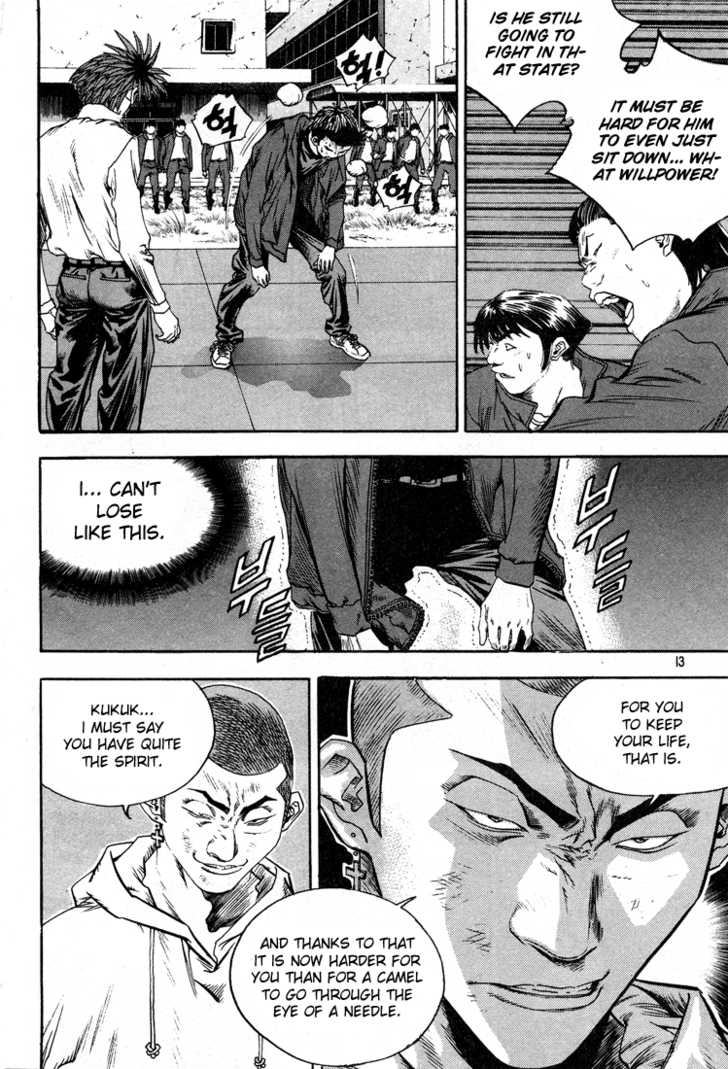 헉!
헉
헉
IS HE STILL
GOING TO
FIGHT IN TH-
AT STATE?
IT MUST BE
HARD FOR HIM
TO EVEN JUST
SIT DOWN... WH-
AT WILLPOWER!
I... CAN'T
LOSE
LIKE THIS.
부들
부들
13
KUKUK...
I MUST SAY
YOU HAVE QUITE
THE SPIRIT.
FOR YOU
TO KEEP
YOUR LIFE,
THAT IS.
AND THANKS TO THAT
IT IS NOW HARDER FOR
YOU THAN FOR A CAMEL
TO GO THROUGH THE
EYE OF A NEEDLE.